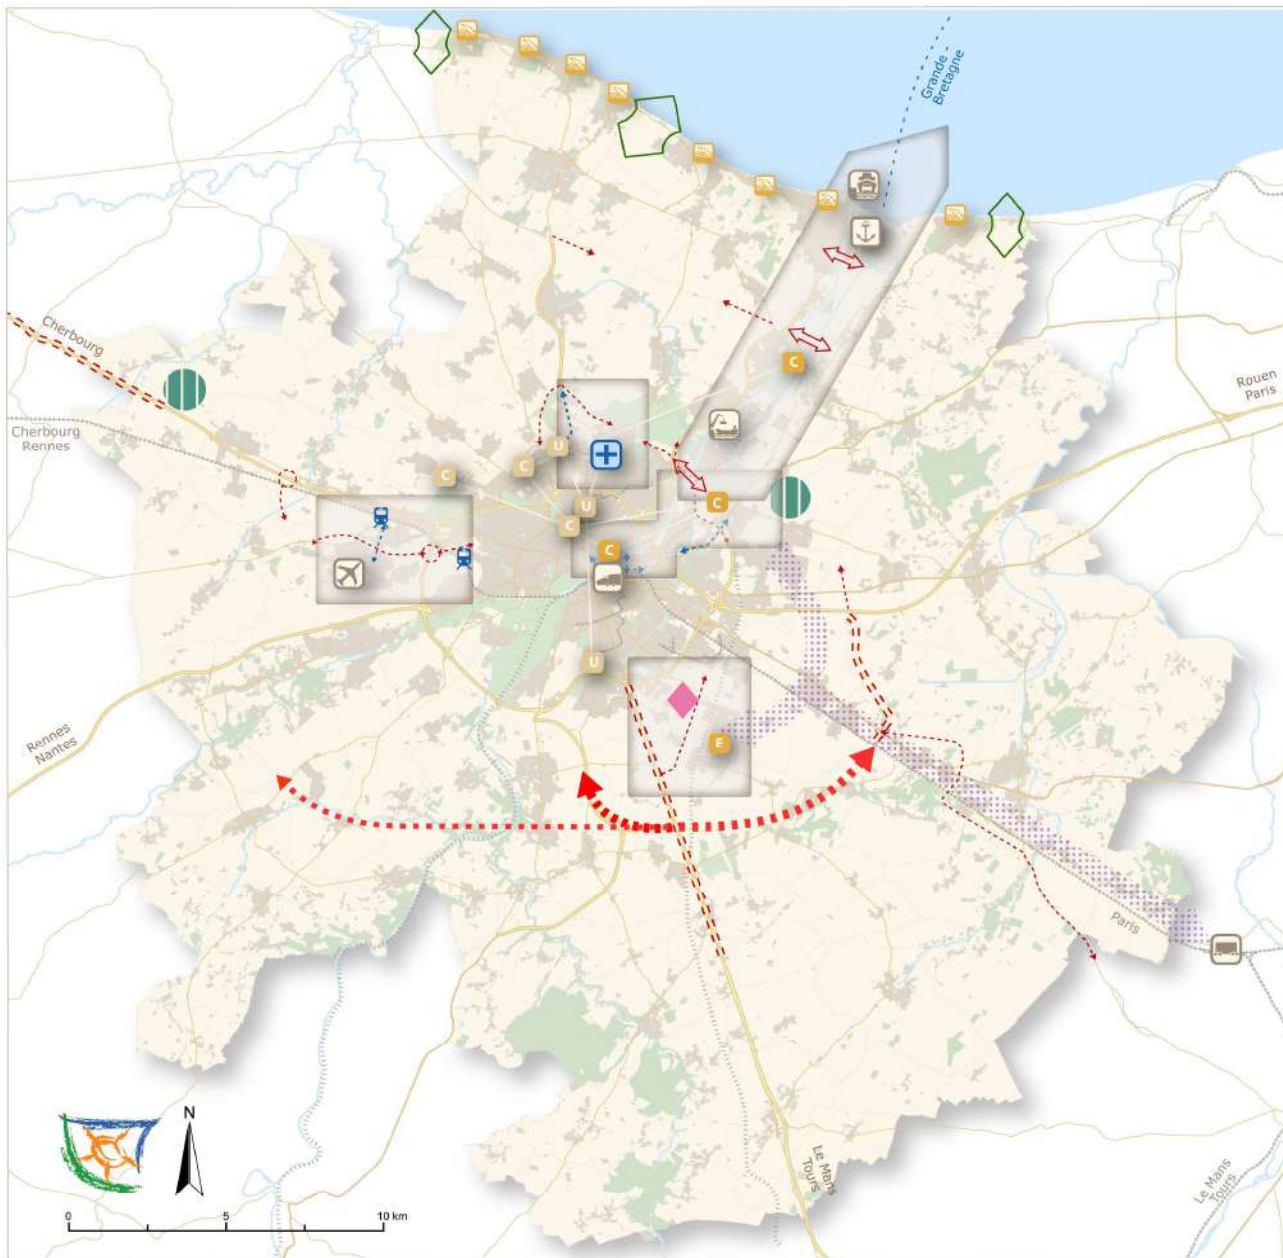 Grande -
Bretagne
Cherbourg
Rouen
Paris
C
Cherbourg
Rennes
U
C
C
U
C
C
C
U
Rennes
Nantes
E
Paris
N
Le Mans
Tours
Le Mans
Tours
0
5
10 km